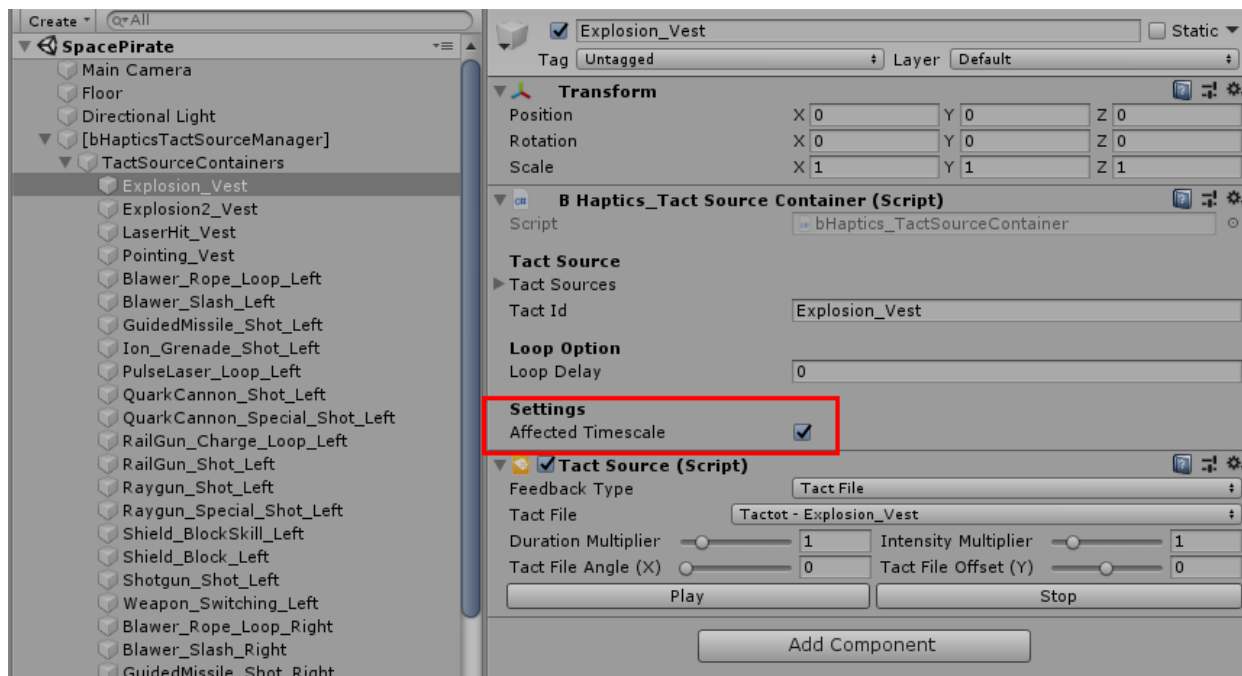 Create
All
SpacePirate
Main Camera
Floor
Directional Light
[bHapticsTactSourceManager]
TactSourceContainers
Explosion_Vest
Explosion2_Vest
LaserHit_Vest
Pointing_Vest
Blawer_Rope_Loop_Left
Blawer_Slash_Left
GuidedMissile_Shot_Left
Ion_Grenade_Shot_Left
PulseLaser_Loop_Left
QuarkCannon_Shot_Left
QuarkCannon_Special_Shot_Left
RailGun_Charge_Loop_Left
RailGun_Shot_Left
Raygun_Shot_Left
Raygun_Special_Shot_Left
Shield_BlockSkill_Left
Shield_Block_Left
Shotgun_Shot_Left
Weapon_Switching_Left
Blawer_Rope_Loop_Right
Blawer_Slash_Right
GuidedMissile_Shot_Right
Explosion_Vest Static
Tag Untagged Layer Default
Transform
Position X 0 Y 0 Z 0
Rotation X 0 Y 0 Z 0
Scale X 1 Y 1 Z 1
B Haptics_Tact Source Container (Script)
Script bHaptics_TactSourceContainer
Tact Source
Tact Sources
Tact Id Explosion_Vest
Loop Option
Loop Delay 0
Settings
Affected Timescale
Tact Source (Script)
Feedback Type Tact File
Tact File Tactot - Explosion_Vest
Duration Multiplier 1 Intensity Multiplier 1
Tact File Angle (X) 0 Tact File Offset (Y) 0
Play Stop
Add Component